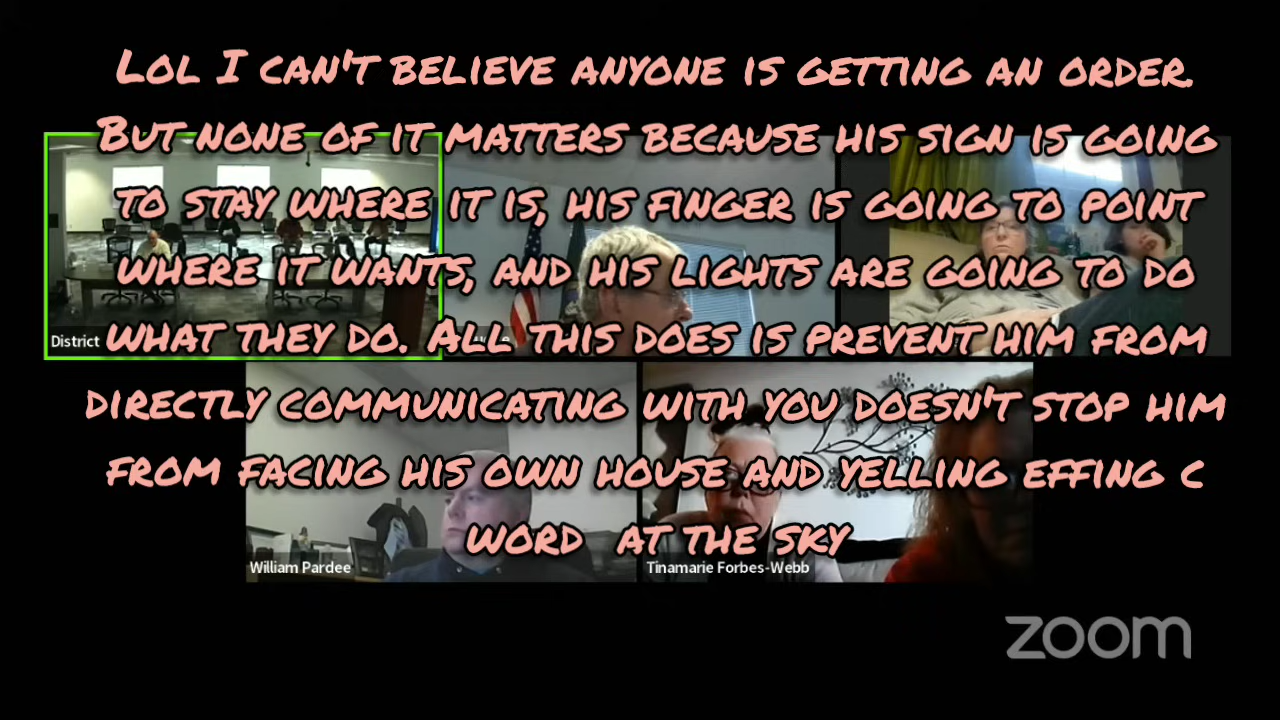 Lol I can't believe anyone is getting an order.
But none of it matters because his sign is going
to stay where it is, his finger is going to point
where it wants, and his lights are going to do
what they do. All this does is prevent him from
directly communicating with you doesn't stop him
from facing his own house and yelling effing c
word at the sky
District
William Pardee
Tinamarie Forbes-Webb
zoom